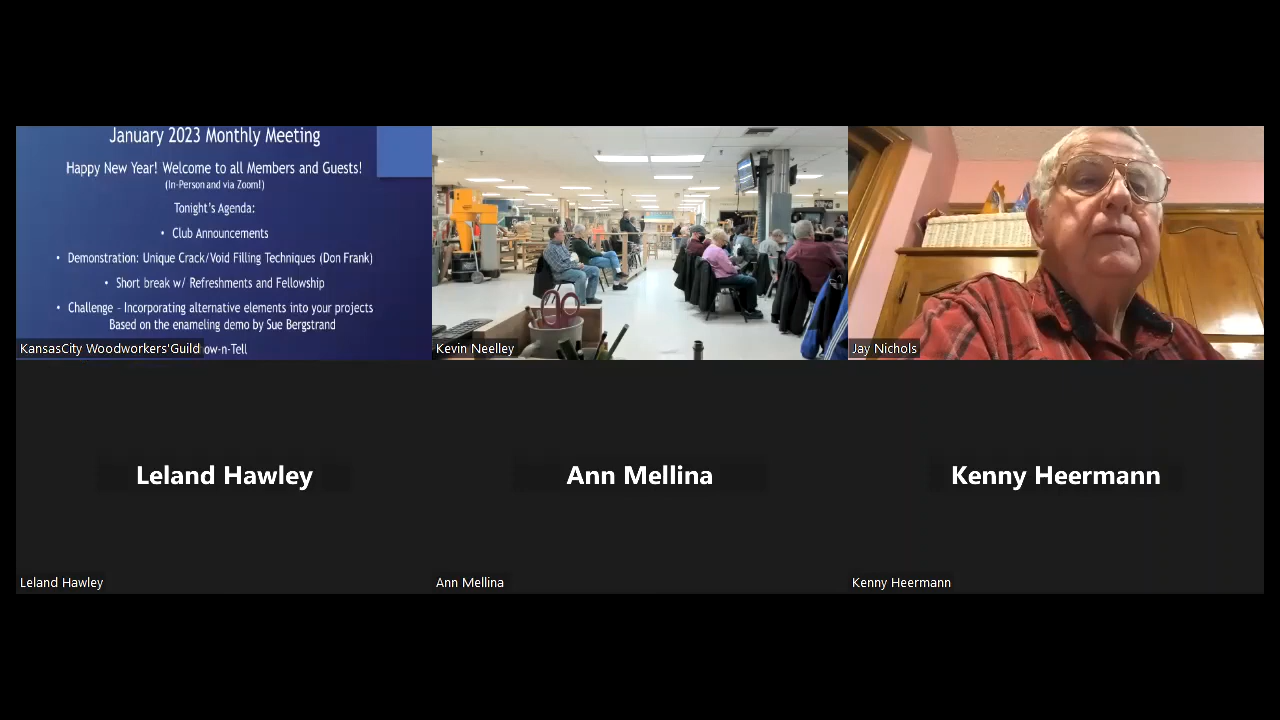 January 2023 Monthly Meeting
Happy New Year! Welcome to all Members and Guests!
(In-Person and via Zoom!)
Tonight's Agenda:
• Club Announcements
• Demonstration: Unique Crack/Void Filling Techniques (Don Frank)
• Short break w/ Refreshments and Fellowship
• Challenge – Incorporating alternative elements into your projects
Based on the enameling demo by Sue Bergstrand
ow-n-Tell
KansasCity Woodworkers'Guild
Kevin Neelley
Jay Nichols
Leland Hawley
Ann Mellina
Kenny Heermann
Leland Hawley
Ann Mellina
Kenny Heermann